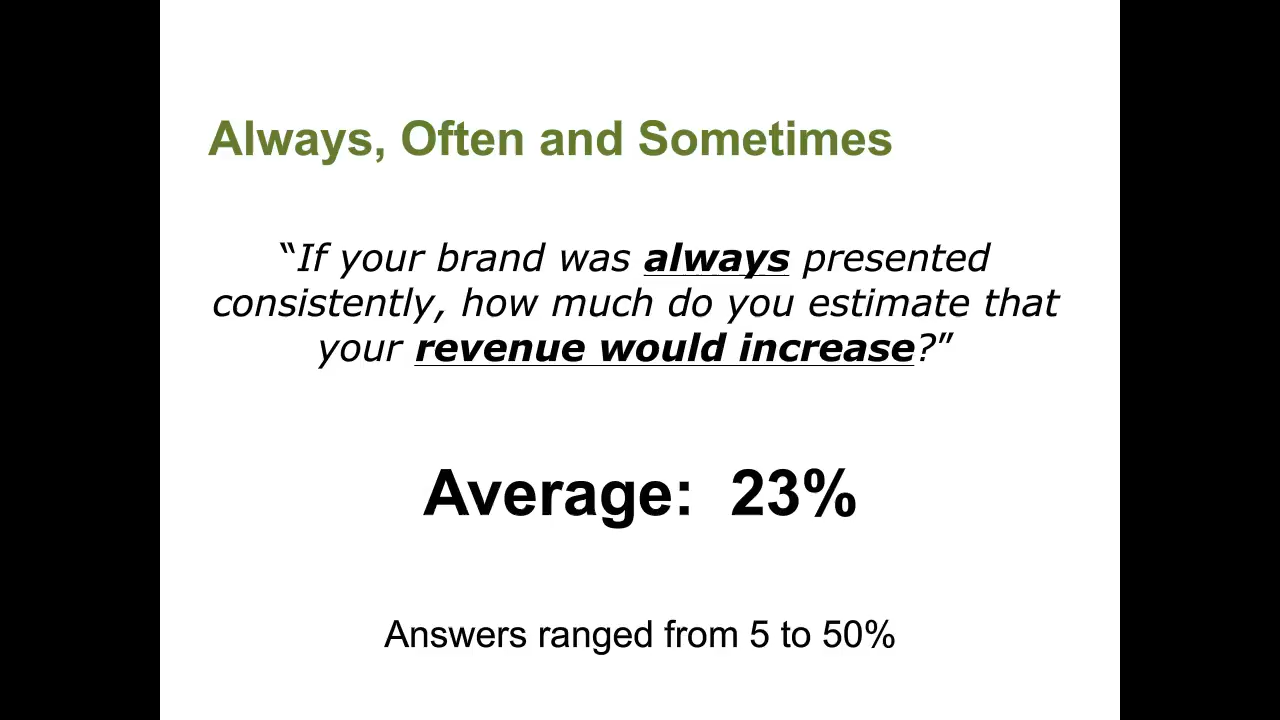 Always, Often and Sometimes
“If your brand was always presented
consistently, how much do you estimate that
your revenue would increase?”
Average: 23%
Answers ranged from 5 to 50%